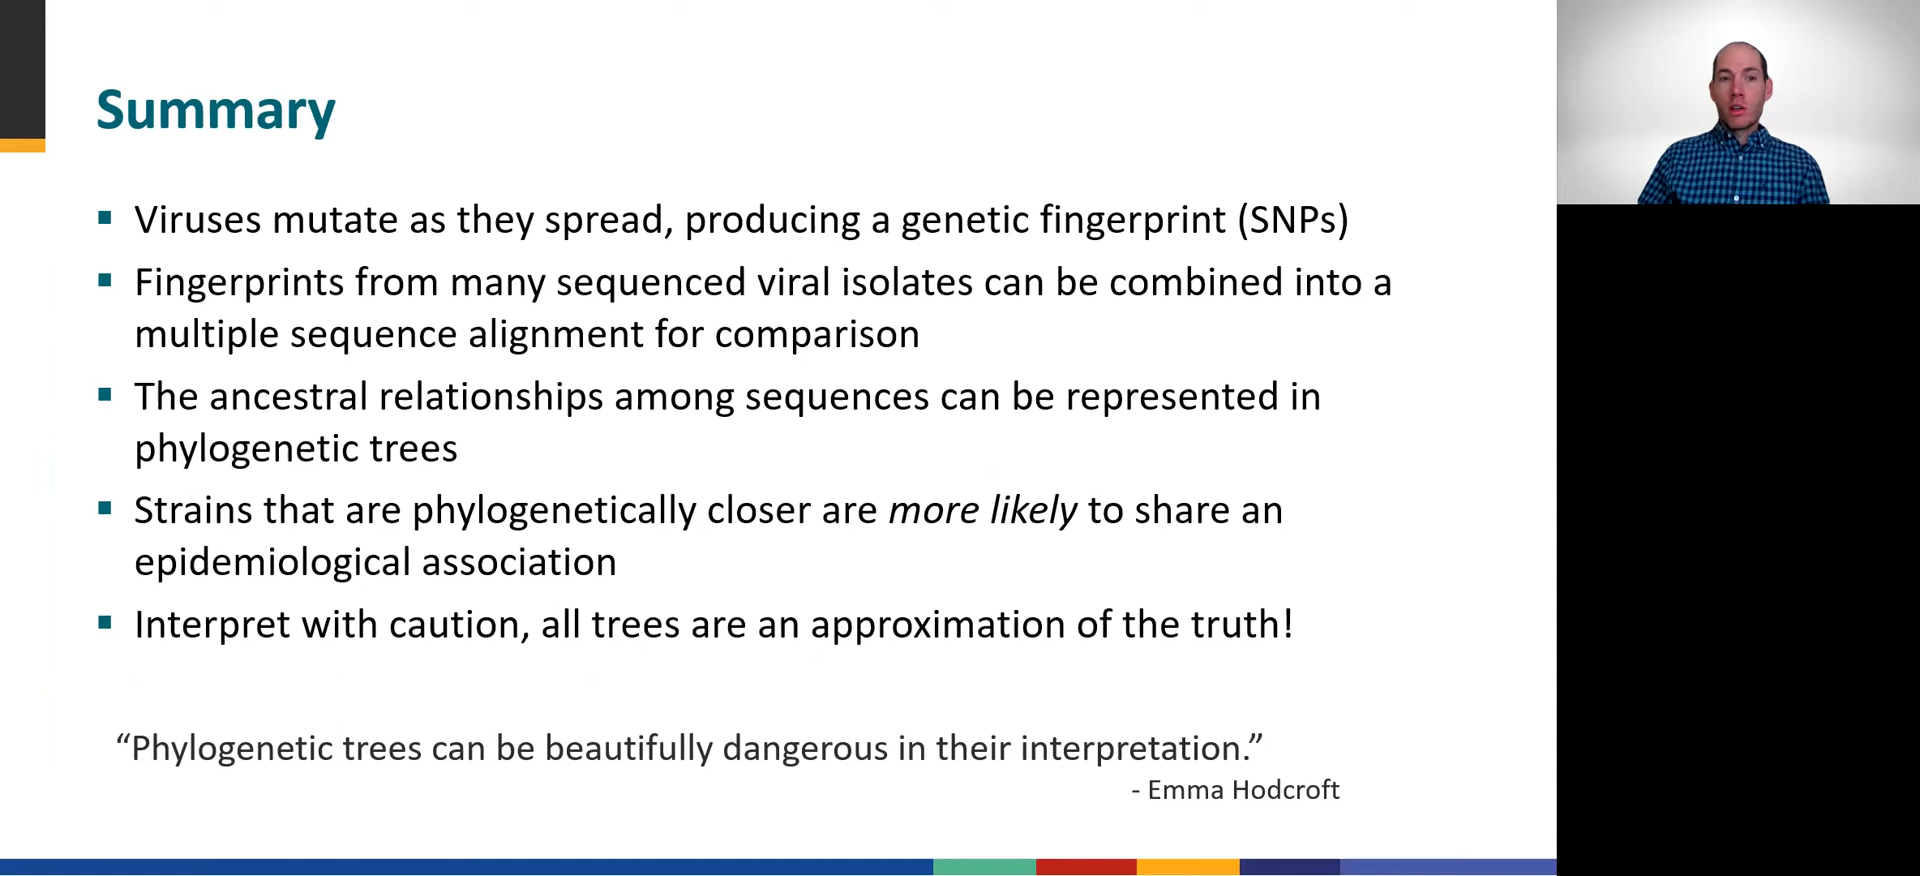 Summary
Viruses mutate as they spread, producing a genetic fingerprint (SNPs)
Fingerprints from many sequenced viral isolates can be combined into a
multiple sequence alignment for comparison
The ancestral relationships among sequences can be represented in
phylogenetic trees
Strains that are phylogenetically closer are more likely to share an
epidemiological association
Interpret with caution, all trees are an approximation of the truth!
“Phylogenetic trees can be beautifully dangerous in their interpretation.”
- Emma Hodcroft